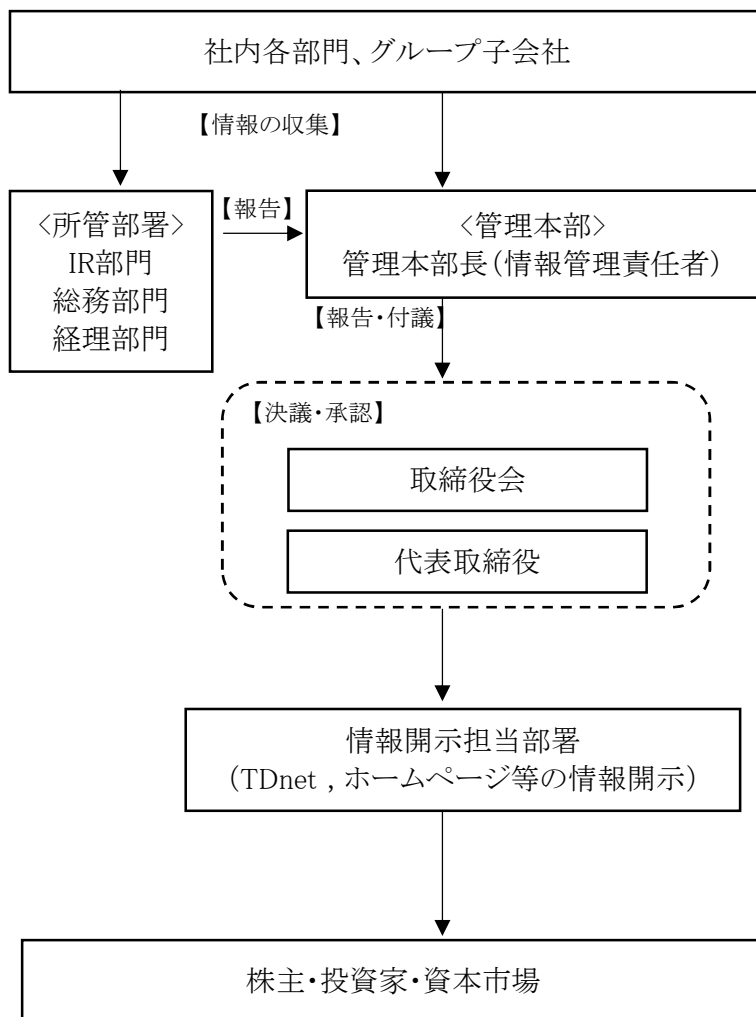 社内各部門、グループ子会社
【情報の収集】
<所管部署>
IR部門
総務部門
経理部門
【報告】
<管理本部>
管理本部長(情報管理責任者)
【報告・付議】
【決議・承認】
取締役会
代表取締役
情報開示担当部署
(TDnet , ホームページ等の情報開示)
株主・投資家・資本市場